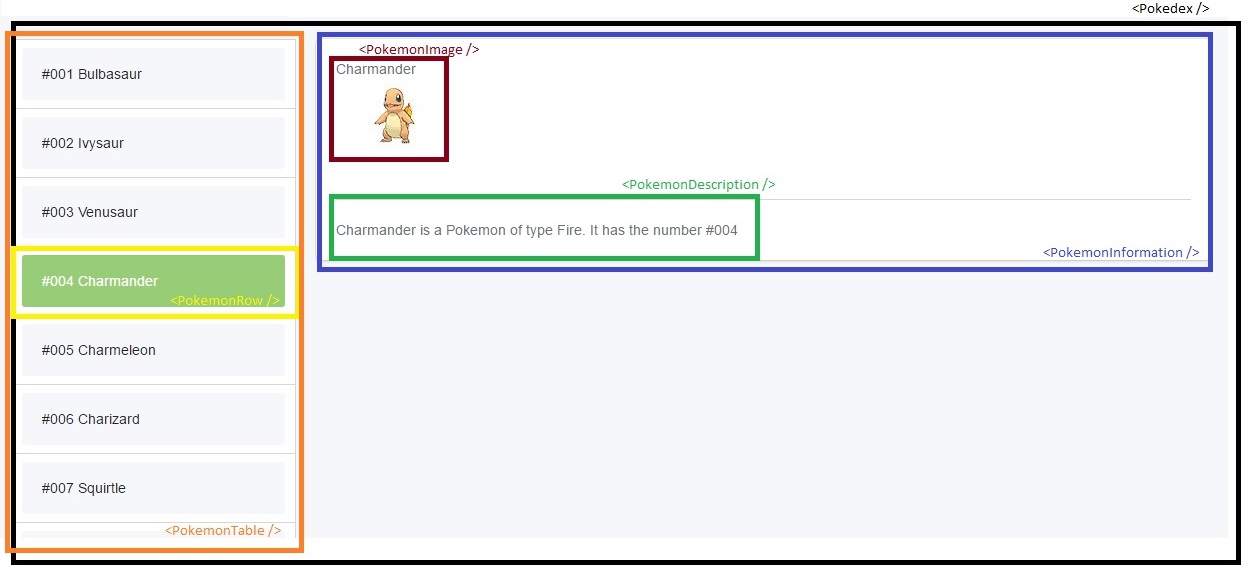 <Pokedex />
#001 Bulbasaur
#002 Ivysaur
#003 Venusaur
#004 Charmander
<PokemonRow />
#005 Charmeleon
#006 Charizard
#007 Squirtle
<PokemonTable />
<PokemonImage />
Charmander
<PokemonDescription />
Charmander is a Pokemon of type Fire. It has the number #004
<PokemonInformation />